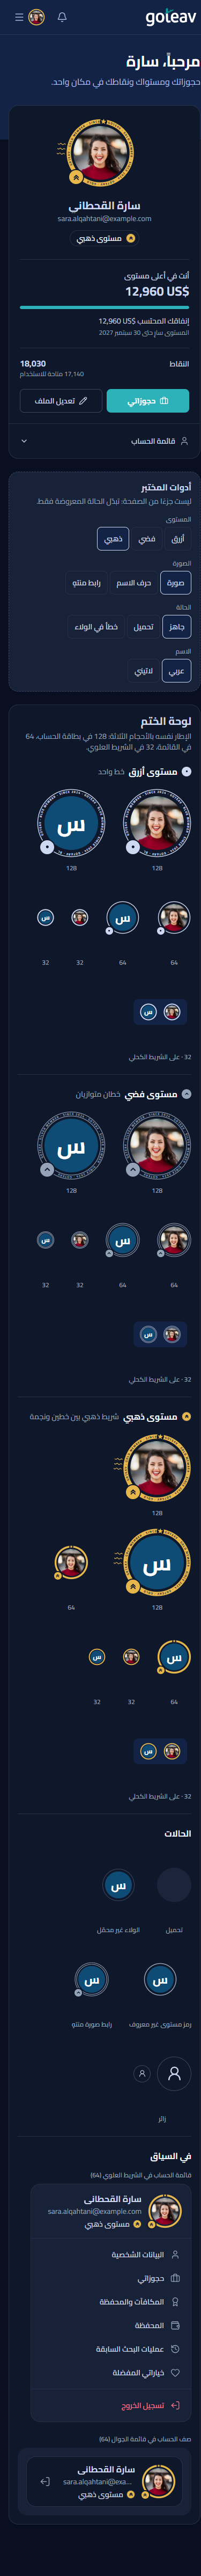 goleav
مرحباً، سارة
حجوزاتك ومستواك ونقاطك في مكان واحد.
سارة القحطاني
sara.alqahtani@example.com
مستوى ذهبي
أنت في أعلى مستوى
12,960 US$
إنفاقك المحتسب 12,960 US$
المستوى سارٍ حتى 30 سبتمبر 2027
النقاط
18,030
17,140 متاحة للاستخدام
حجوزاتي
تعديل الملف
قائمة الحساب
أدوات المختبر
ليست جزءًا من الصفحة: تبدّل الحالة المعروضة فقط.
المستوى
أزرق
فضي
ذهبي
الصورة
صورة
حرف الاسم
رابط منتهٍ
الحالة
جاهز
تحميل
خطأ في الولاء
الاسم
عربي
لاتيني
لوحة الختم
الإطار نفسه بالأحجام الثلاثة: 128 في بطاقة الحساب، 64
في القائمة، 32 في الشريط العلوي.
مستوى أزرق خط واحد
س
128
128
س
64
64
32
س
32
س
32 · على الشريط الكحلي
مستوى فضي خطان متوازيان
س
128
128
س
64
64
32
س
32
س
32 · على الشريط الكحلي
مستوى ذهبي شريط ذهبي بين خطين ونجمة
128
س
128
64
س
64
32
س
32
س
32 · على الشريط الكحلي
الحالات
تحميل
س
الولاء غير محمّل
س
رمز مستوى غير معروف
س
رابط صورة منتهٍ
زائر
في السياق
قائمة الحساب في الشريط العلوي (64)
سارة القحطاني
sara.alqahtani@example.com
مستوى ذهبي
البيانات الشخصية
حجوزاتي
المكافآت والمحفظة
المحفظة
عمليات البحث السابقة
خياراتي المفضلة
تسجيل الخروج
صف الحساب في قائمة الجوال (64)
سارة القحطاني
sara.alqahtani@exa...
مستوى ذهبي